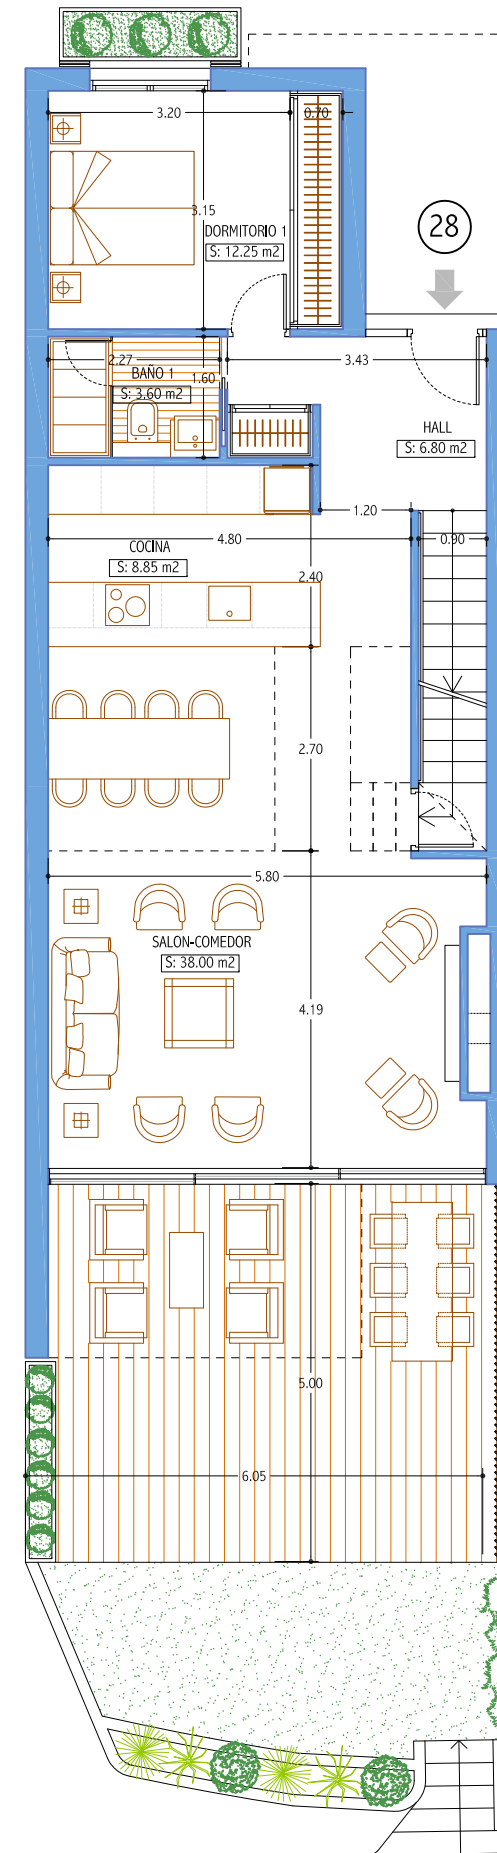 3.20
0.70
3.15
DORMITORIO 1
S: 12.25 m2
28
2.27
3.43
BAÑO 1
1.60
S: 3.60 m2
HALL
S: 6.80 m2
1.20
4.80
0.90
COCINA
S: 8.85 m2
2.40
2.70
5.80
SALON-COMEDOR
S: 38.00 m2
4.19
5.00
6.05